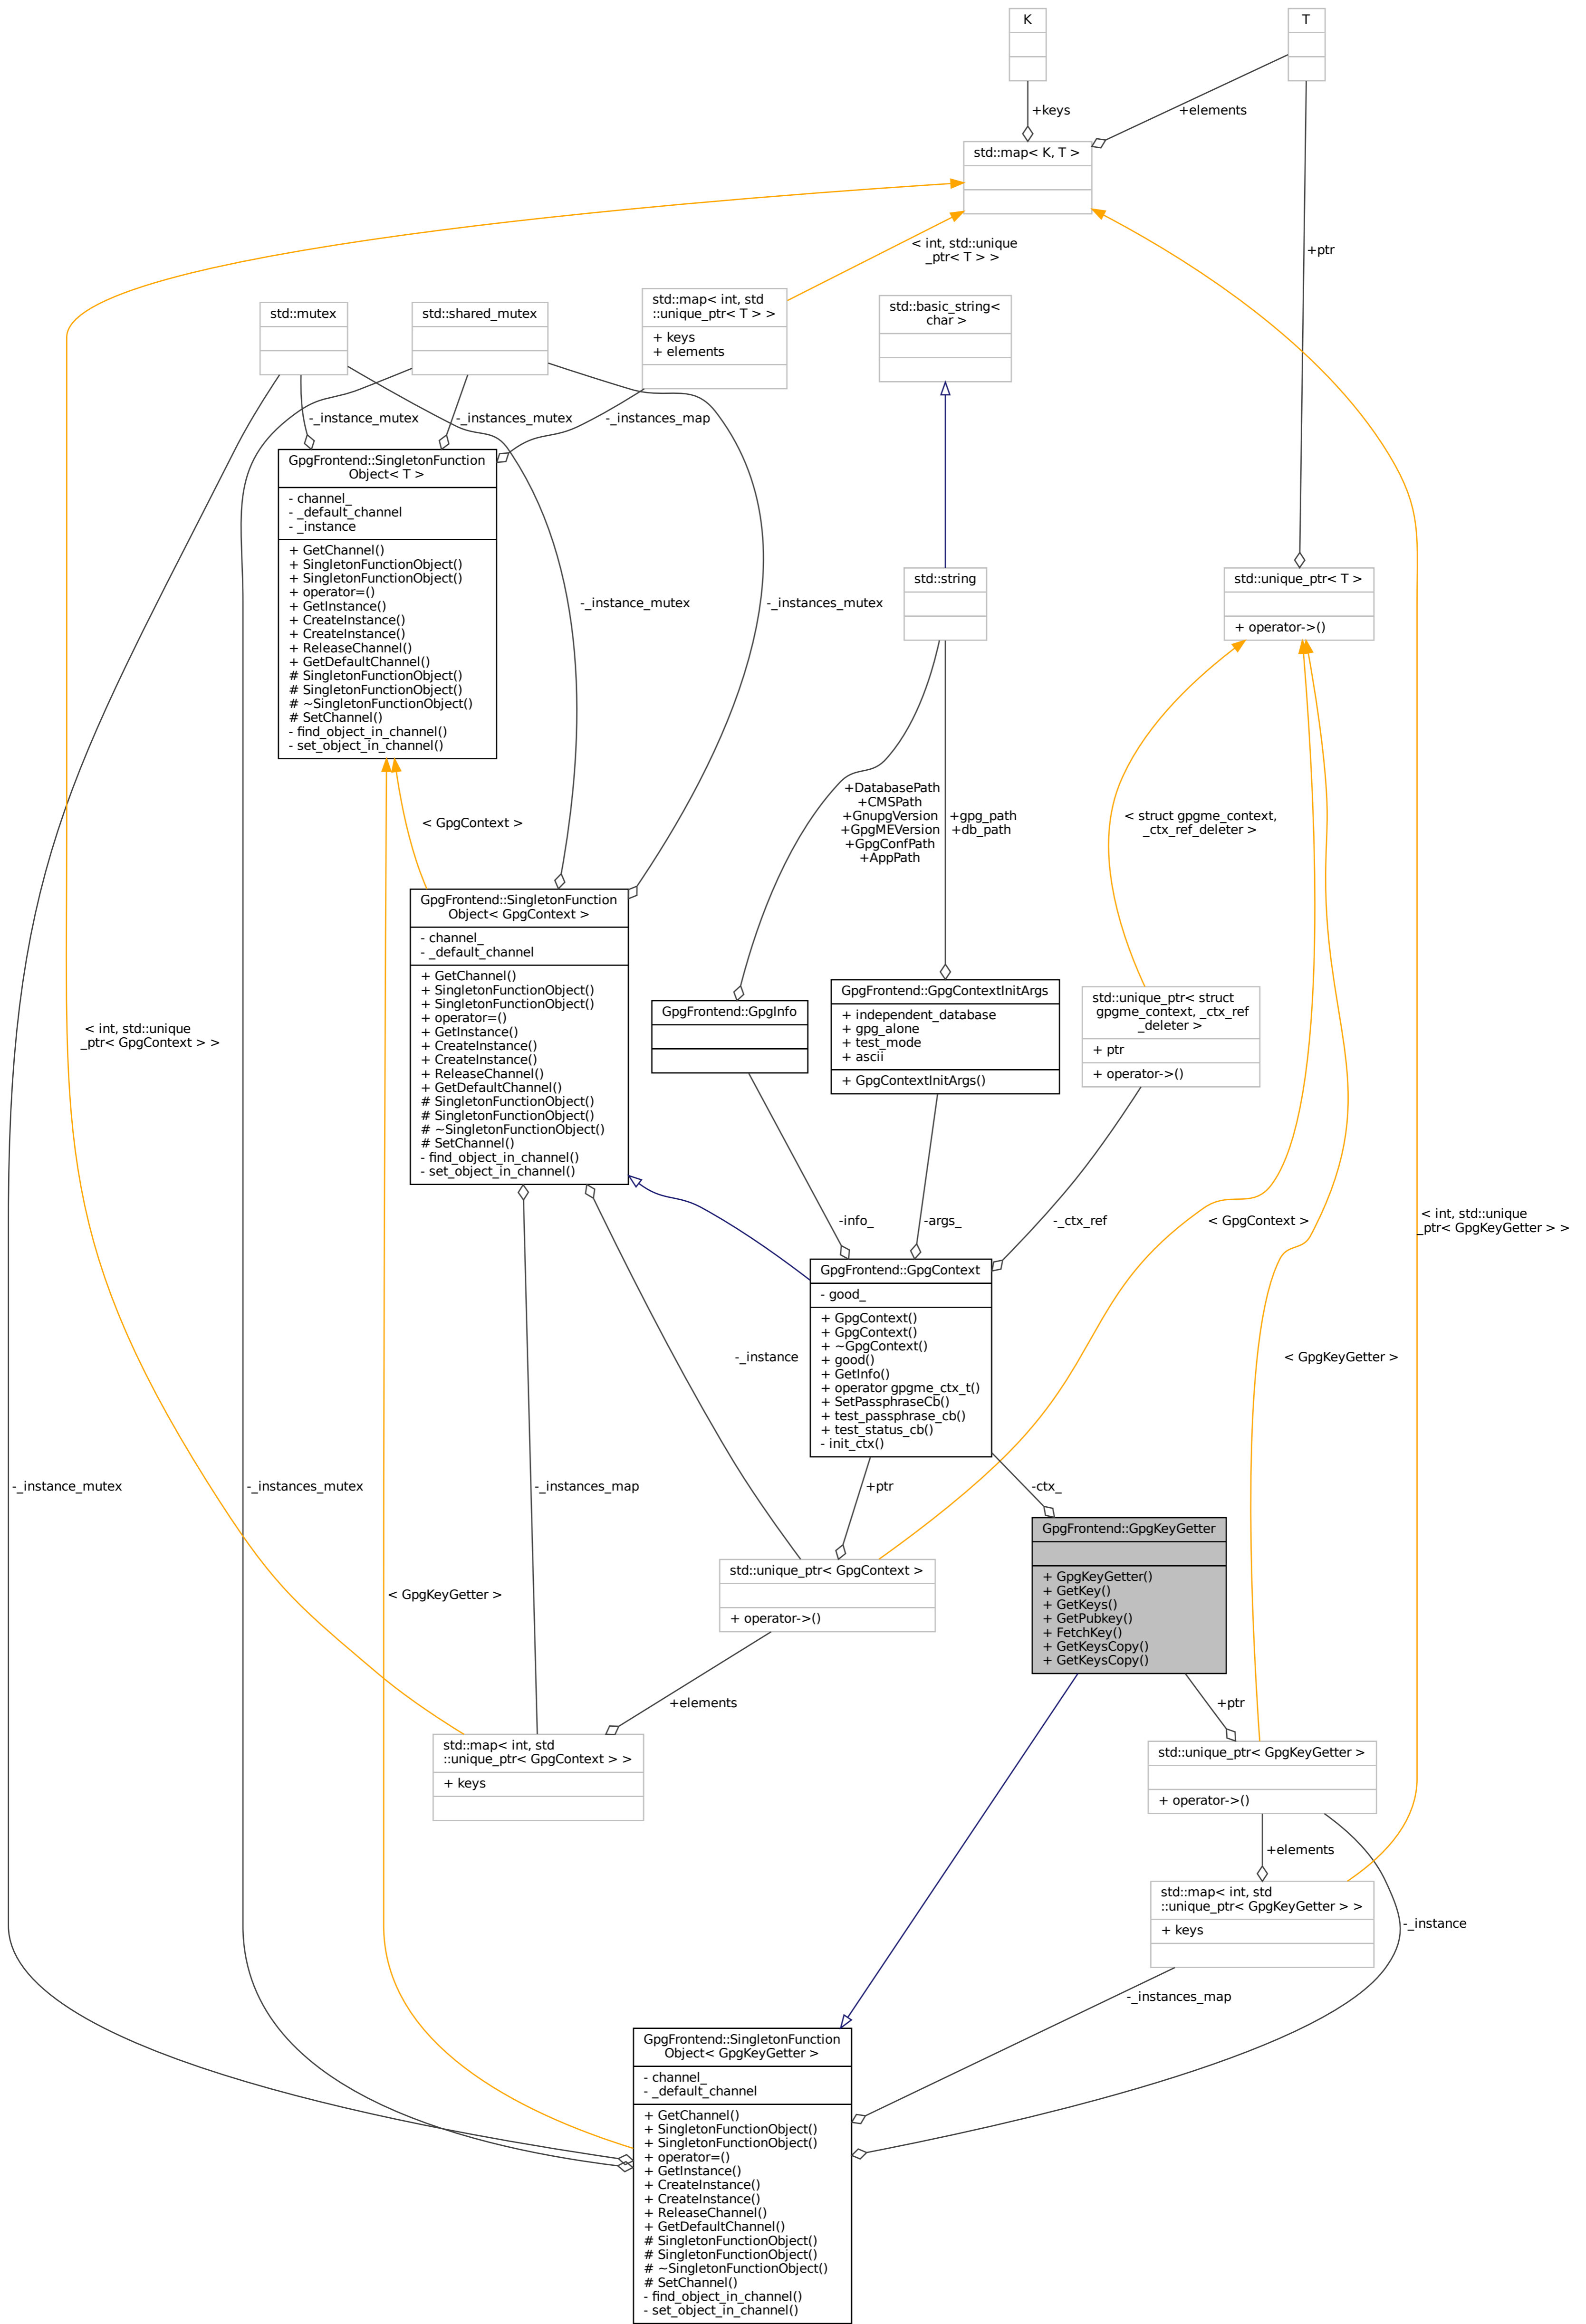 K
T
+keys
+elements
std::map< K, T >
< int, std::unique
_ptr< T > >
+ptr
std::mutex
std::shared_mutex
std::map< int, std
::unique_ptr< T > >
+ keys
+ elements
std::basic_string<
char >
-_instance_mutex
-_instances_mutex
-_instances_map
GpgFrontend::SingletonFunction
Object< T >
- channel_
- _default_channel
- _instance
+ GetChannel()
+ SingletonFunctionObject()
+ SingletonFunctionObject()
+ operator=()
+ GetInstance()
+ CreateInstance()
+ CreateInstance()
+ ReleaseChannel()
+ GetDefaultChannel()
# SingletonFunctionObject()
# SingletonFunctionObject()
# ~SingletonFunctionObject()
# SetChannel()
- find_object_in_channel()
- set_object_in_channel()
-_instance_mutex
-_instances_mutex
std::string
std::unique_ptr< T >
+ operator->()
< GpgContext >
+DatabasePath
+CMSPath
+GnupgVersion
+GpgMEVersion
+GpgConfPath
+AppPath
+gpg_path
+db_path
< struct gpgme_context,
_ctx_ref_deleter >
GpgFrontend::SingletonFunction
Object< GpgContext >
- channel_
- _default_channel
+ GetChannel()
+ SingletonFunctionObject()
+ SingletonFunctionObject()
+ operator=()
+ GetInstance()
+ CreateInstance()
+ CreateInstance()
+ ReleaseChannel()
+ GetDefaultChannel()
# SingletonFunctionObject()
# SingletonFunctionObject()
# ~SingletonFunctionObject()
# SetChannel()
- find_object_in_channel()
- set_object_in_channel()
GpgFrontend::GpgInfo
GpgFrontend::GpgContextInitArgs
+ independent_database
+ gpg_alone
+ test_mode
+ ascii
+ GpgContextInitArgs()
std::unique_ptr< struct
gpgme_context, _ctx_ref
_deleter >
+ ptr
+ operator->()
< int, std::unique
_ptr< GpgContext > >
-info_
-args_
-_ctx_ref
< GpgContext >
< int, std::unique
_ptr< GpgKeyGetter > >
GpgFrontend::GpgContext
- good_
+ GpgContext()
+ GpgContext()
+ ~GpgContext()
+ good()
+ GetInfo()
+ operator gpgme_ctx_t()
+ SetPassphraseCb()
+ test_passphrase_cb()
+ test_status_cb()
- init_ctx()
-_instance
< GpgKeyGetter >
-_instance_mutex
-_instances_mutex
-_instances_map
+ptr
-ctx_
GpgFrontend::GpgKeyGetter
+ GpgKeyGetter()
+ GetKey()
+ GetKeys()
+ GetPubkey()
+ FetchKey()
+ GetKeysCopy()
+ GetKeysCopy()
< GpgKeyGetter >
std::unique_ptr< GpgContext >
+ operator->()
+elements
+ptr
std::map< int, std
::unique_ptr< GpgContext > >
+ keys
std::unique_ptr< GpgKeyGetter >
+ operator->()
+elements
std::map< int, std
::unique_ptr< GpgKeyGetter > >
+ keys
-_instance
-_instances_map
GpgFrontend::SingletonFunction
Object< GpgKeyGetter >
- channel_
- _default_channel
+ GetChannel()
+ SingletonFunctionObject()
+ SingletonFunctionObject()
+ operator=()
+ GetInstance()
+ CreateInstance()
+ CreateInstance()
+ ReleaseChannel()
+ GetDefaultChannel()
# SingletonFunctionObject()
# SingletonFunctionObject()
# ~SingletonFunctionObject()
# SetChannel()
- find_object_in_channel()
- set_object_in_channel()